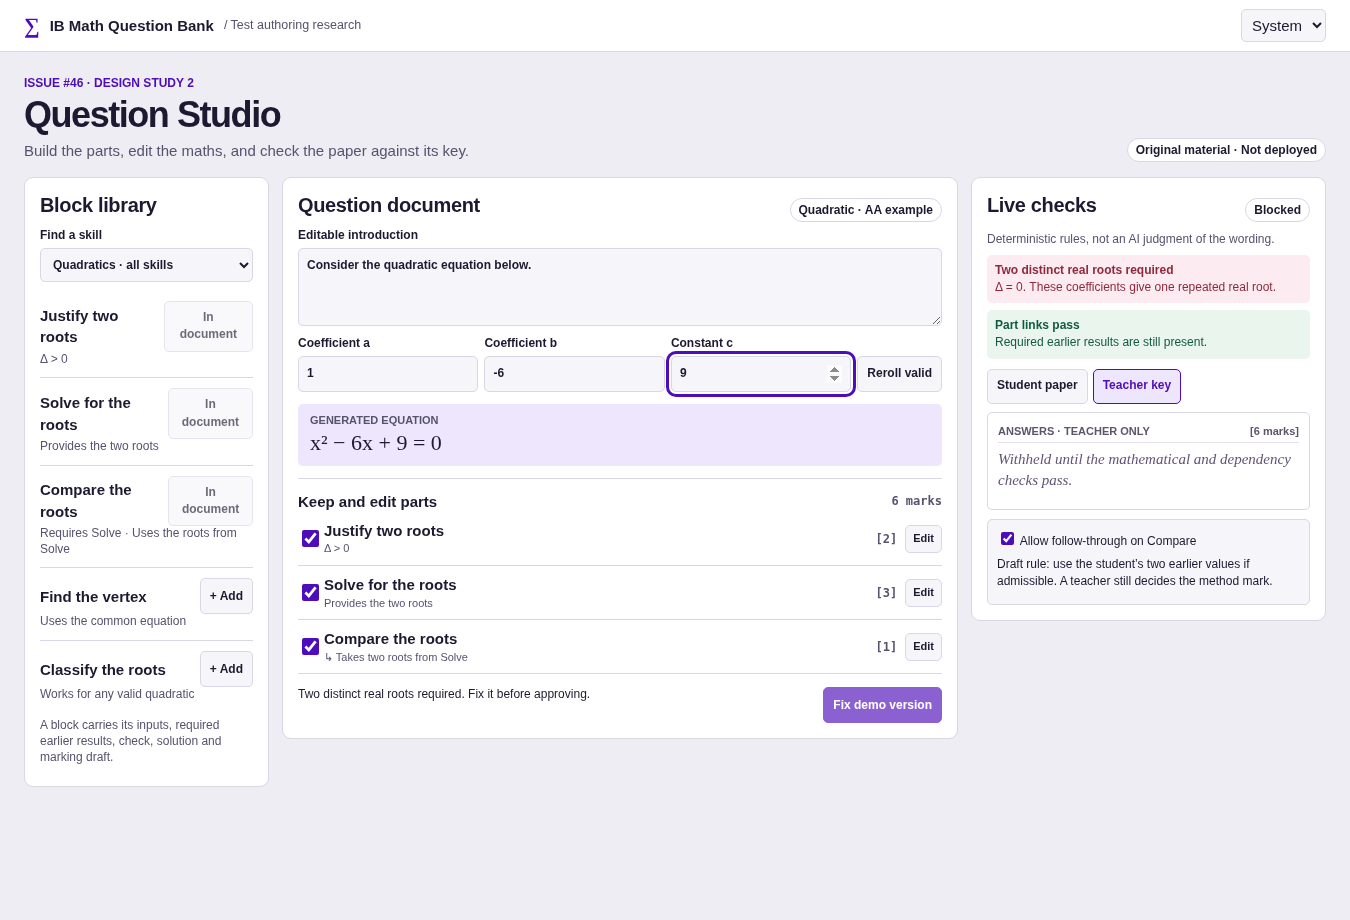 ∑ IB Math Question Bank / Test authoring research
System
ISSUE #46 · DESIGN STUDY 2
Question Studio
Build the parts, edit the maths, and check the paper against its key.
Original material · Not deployed
Block library
Find a skill
Quadratics · all skills
Justify two
roots
Δ > 0
In
document
Solve for the
roots
Provides the two roots
In
document
Compare the
roots
Requires Solve · Uses the roots from
Solve
In
document
Find the vertex
Uses the common equation
+ Add
Classify the roots
Works for any valid quadratic
+ Add
A block carries its inputs, required
earlier results, check, solution and
marking draft.
Question document
Quadratic · AA example
Editable introduction
Consider the quadratic equation below.
Coefficient a
Coefficient b
Constant c
1
-6
9
Reroll valid
GENERATED EQUATION
x² − 6x + 9 = 0
Keep and edit parts
6 marks
Justify two roots
Δ > 0
[2]
Edit
Solve for the roots
Provides the two roots
[3]
Edit
Compare the roots
↳ Takes two roots from Solve
[1]
Edit
Two distinct real roots required. Fix it before approving.
Fix demo version
Live checks
Blocked
Deterministic rules, not an AI judgment of the wording.
Two distinct real roots required
Δ = 0. These coefficients give one repeated real root.
Part links pass
Required earlier results are still present.
Student paper
Teacher key
ANSWERS · TEACHER ONLY
[6 marks]
Withheld until the mathematical and dependency
checks pass.
Allow follow-through on Compare
Draft rule: use the student’s two earlier values if
admissible. A teacher still decides the method mark.